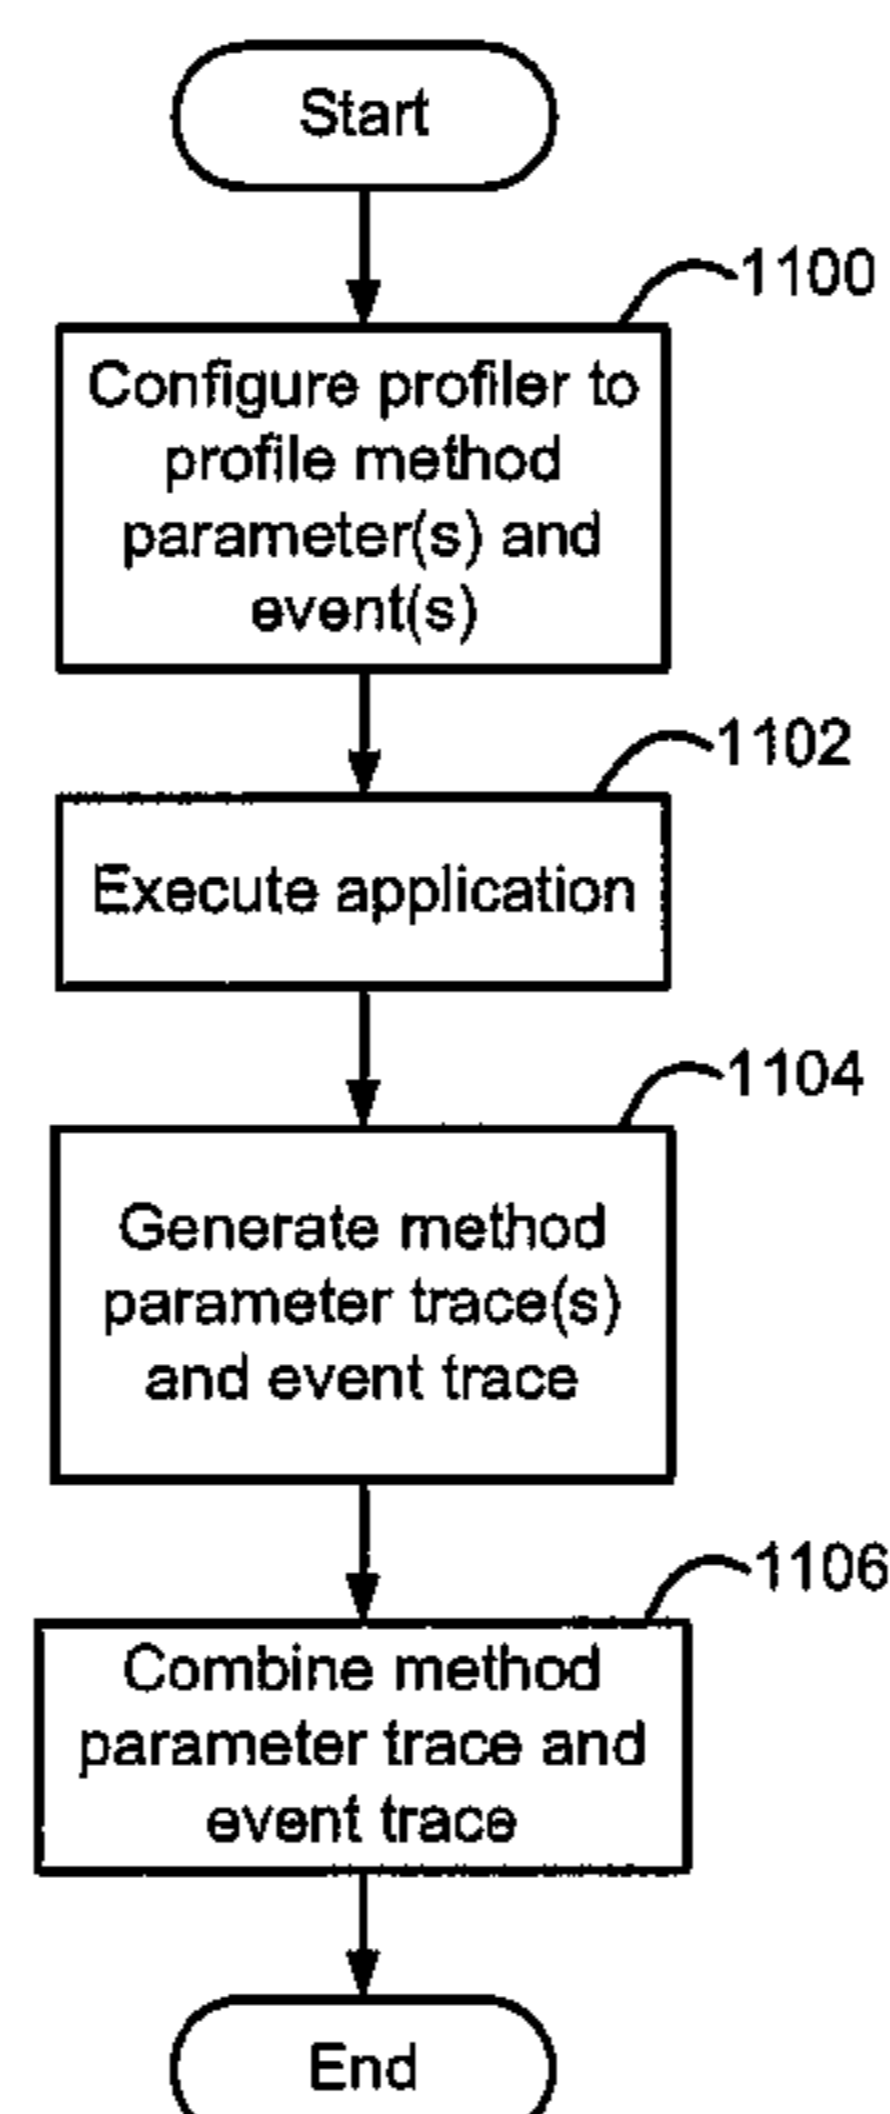 Start
1100
Configure profiler to
profile method
parameter(s) and
event(s)
1102
Execute application
1104
Generate method
parameter trace(s)
and event trace
1106
Combine method
parameter trace and
event trace
End